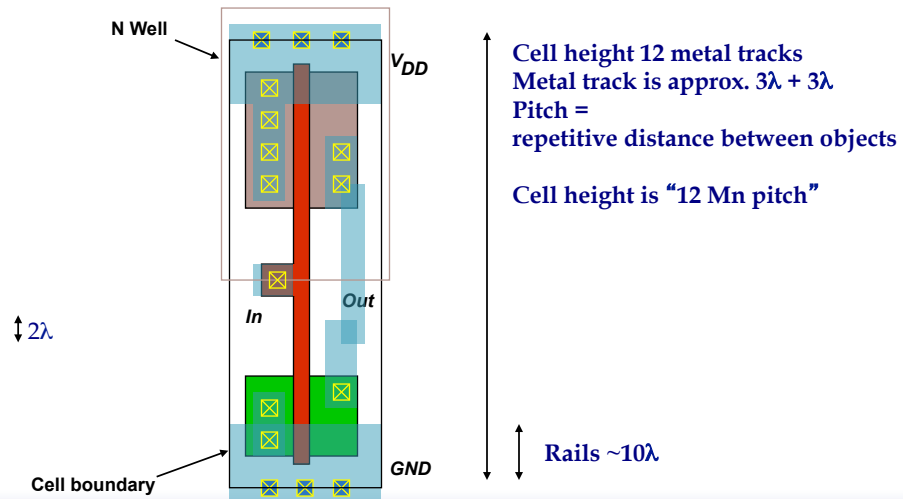 N Well
VDD
Cell height 12 metal tracks
Metal track is approx. 3λ + 3λ
Pitch =
repetitive distance between objects
Cell height is “12 Mn pitch”
In
Out
2λ
Rails ~10λ
GND
Cell boundary